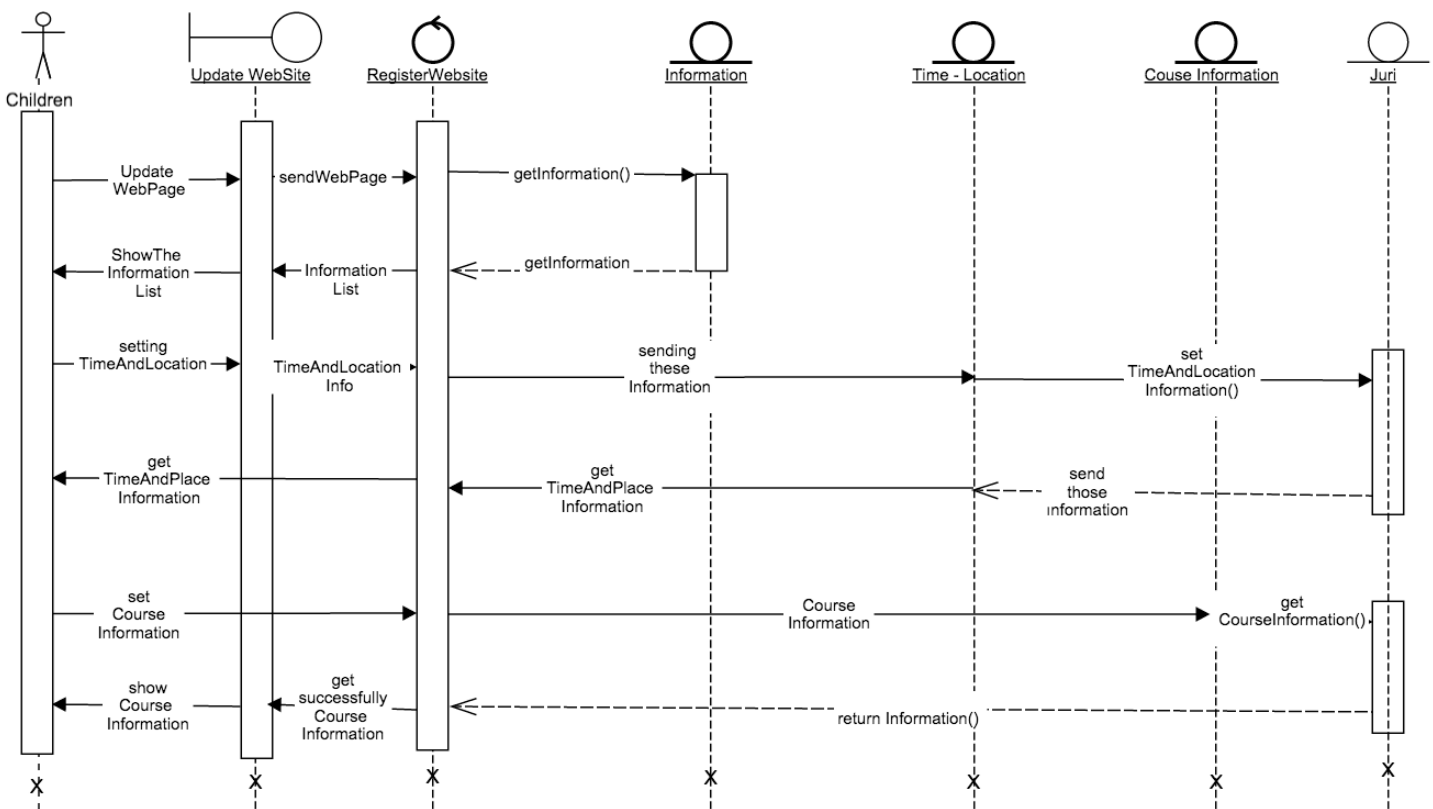 Update WebSite
RegisterWebsite
Information
Time - Location
Couse Information
Juri
Children
Update
WebPage
sendWebPage
getInformation()
ShowThe
Information
List
Information
List
getInformation
setting
TimeAndLocation
TimeAndLocation
Info
sending
these
Information
set
TimeAndLocation
Information()
get
TimeAndPlace
Information
get
TimeAndPlace
Information
send
those
information
set
Course
Information
Course
Information
get
CourseInformation()
show
Course
Information
get
successfully
Course
Information
return Information()
X
X
X
X
X
X
X